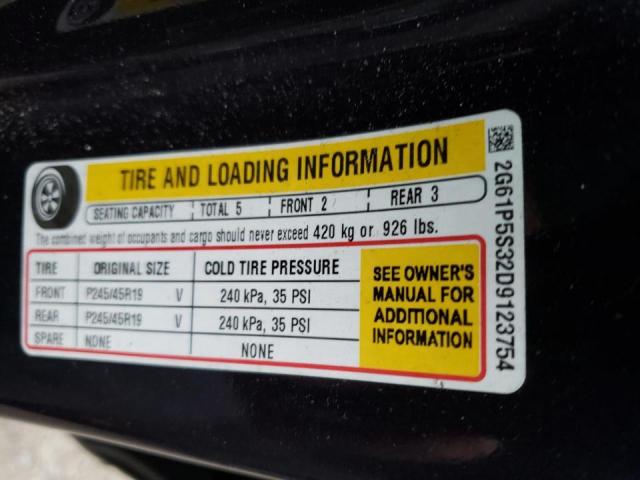 TIRE AND LOADING INFORMATION
SEATING CAPACITY TOTAL 5 FRONT 2 REAR 3
The combined weight of occupants and cargo should never exceed 420 kg or 926 lbs.
TIRE ORIGINAL SIZE COLD TIRE PRESSURE
FRONT P245/45R19 V 240 kPa, 35 PSI
REAR P245/45R19 V 240 kPa, 35 PSI
SPARE NONE NONE
SEE OWNER'S
MANUAL FOR
ADDITIONAL
INFORMATION
2G61P5S32D9123754